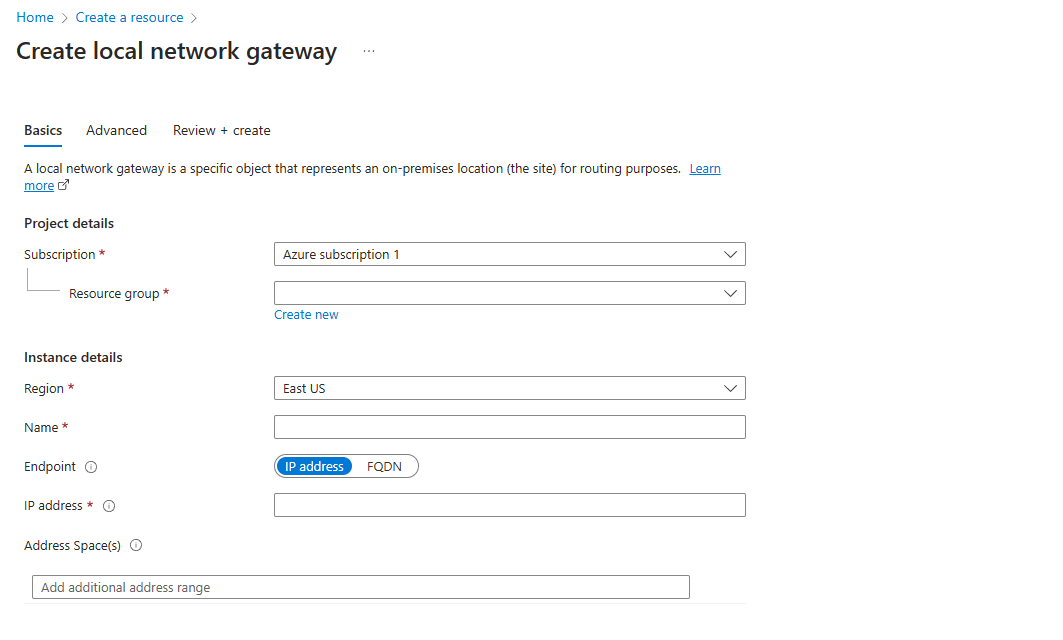 Home > Create a resource >
Create local network gateway ...
Basics Advanced Review + create
A local network gateway is a specific object that represents an on-premises location (the site) for routing purposes. Learn
more
Project details
Subscription * Azure subscription 1
Resource group *
Create new
Instance details
Region * East US
Name *
Endpoint IP address FQDN
IP address *
Address Space(s)
Add additional address range